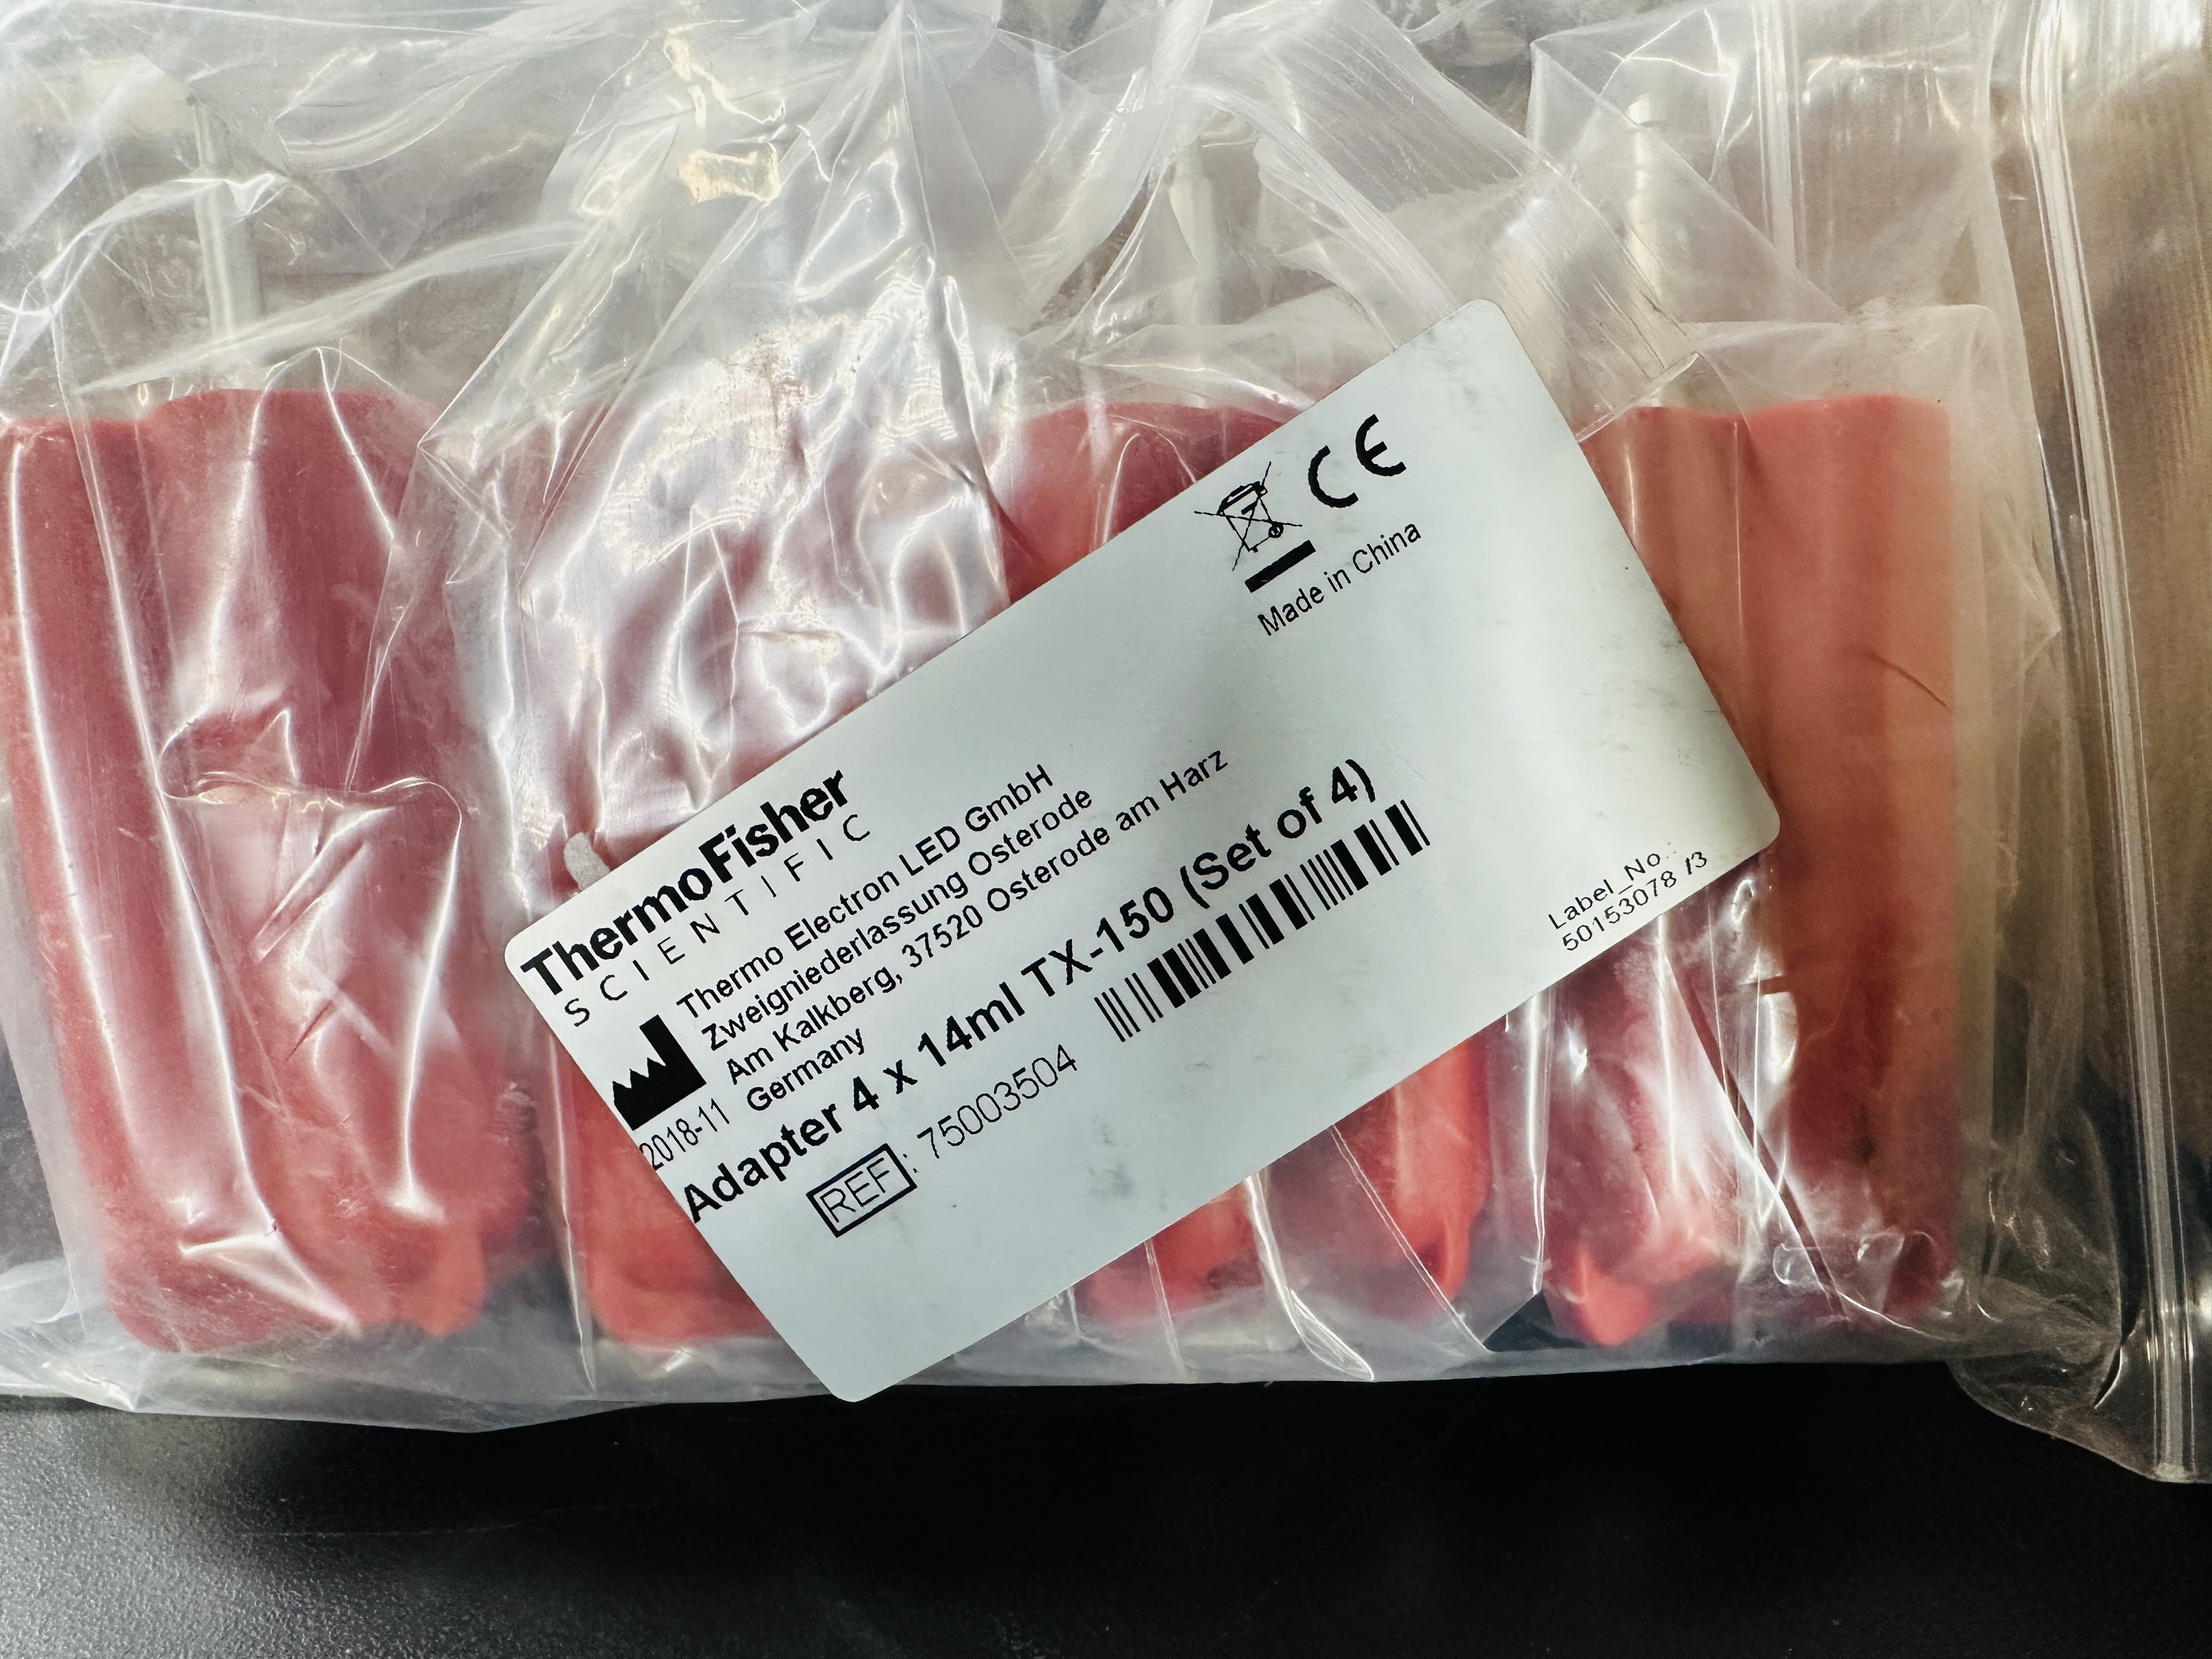 ThermoFisher
SCIENTIFIC
Thermo Electron LED GmbH
Zweigniederlassung Osterode
Am Kalkberg, 37520 Osterode am Harz
Germany
2018-11
Adapter 4 x 14ml TX-150 (Set of 4)
REF: 75003504
CE
Made in China
Label_No.:
50153078 /3